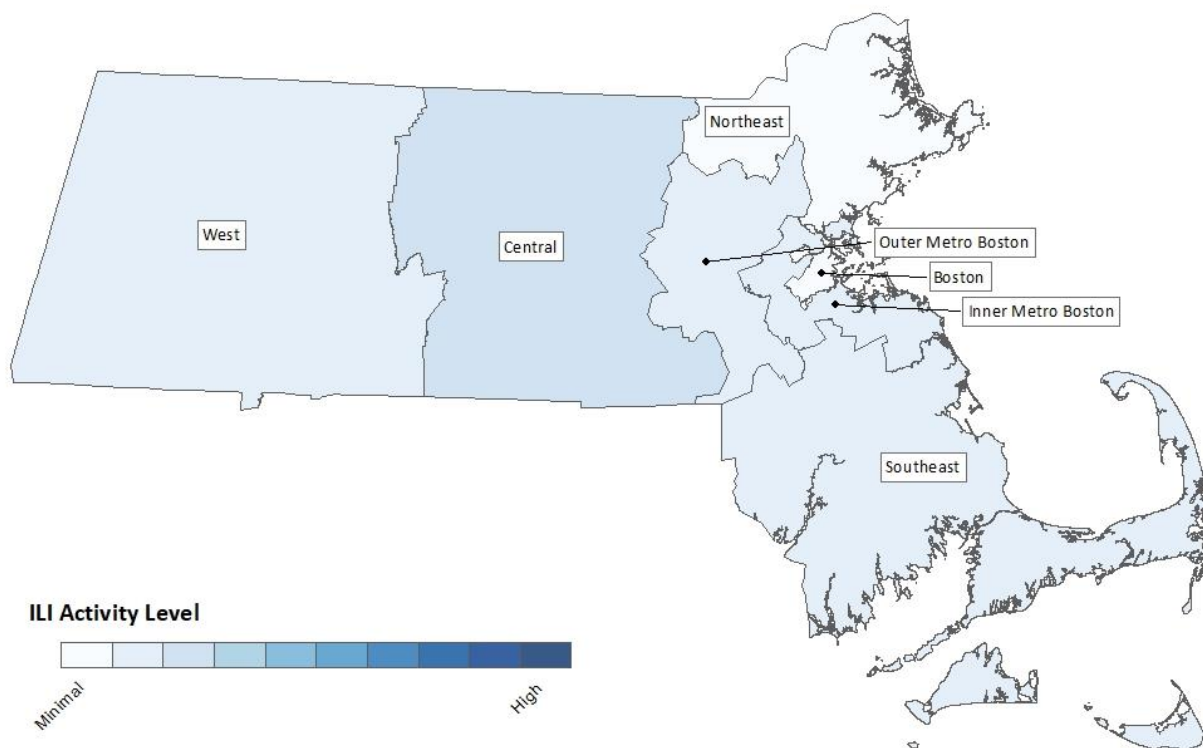 Northeast
West
Central
Outer Metro Boston
Boston
Inner Metro Boston
Southeast
ILI Activity Level
Minimal
High